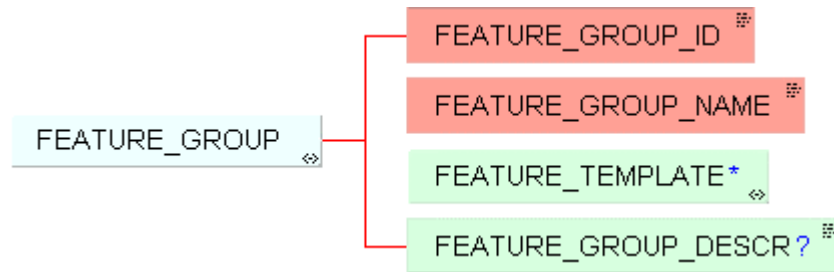 FEATURE_GROUP_ID
FEATURE_GROUP_NAME
FEATURE_GROUP
FEATURE_TEMPLATE*
FEATURE_GROUP_DESCR?